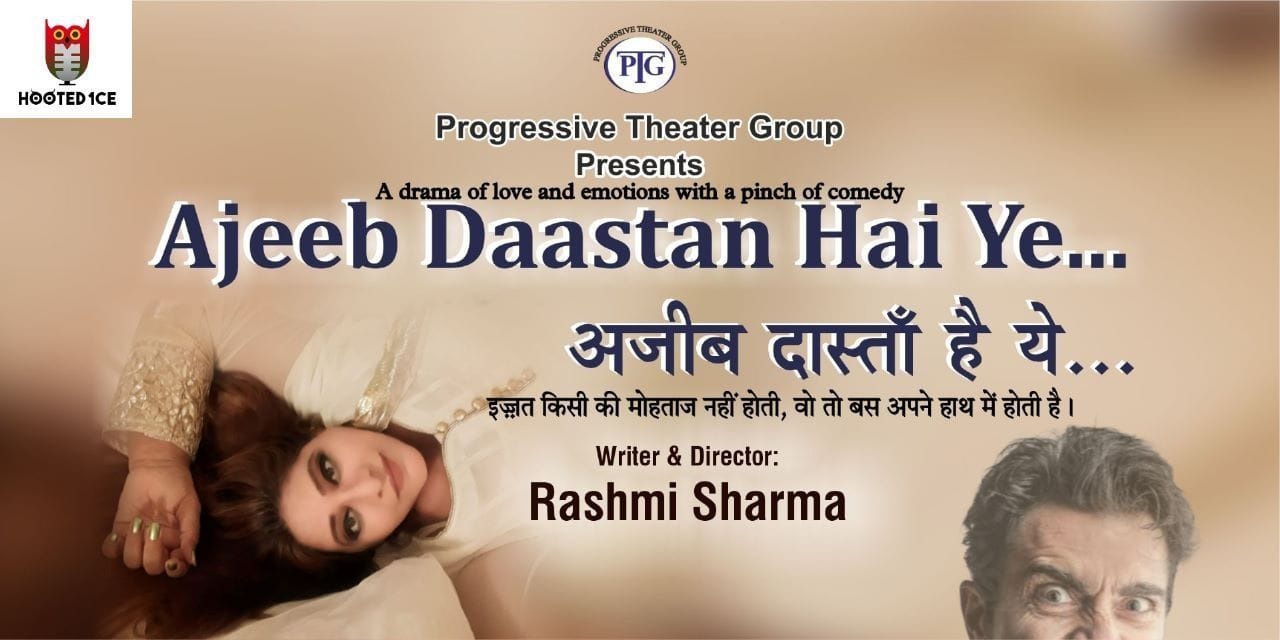 HOOTED 1CE
PROGRESSIVE THEATER GROUP
PTG
Progressive Theater Group
Presents
A drama of love and emotions with a pinch of comedy
Ajeeb Daastan Hai Ye...
अजीब दास्ताँ है ये...
इज़्ज़त किसी की मोहताज नहीं होती, वो तो बस अपने हाथ में होती है।
Writer & Director:
Rashmi Sharma